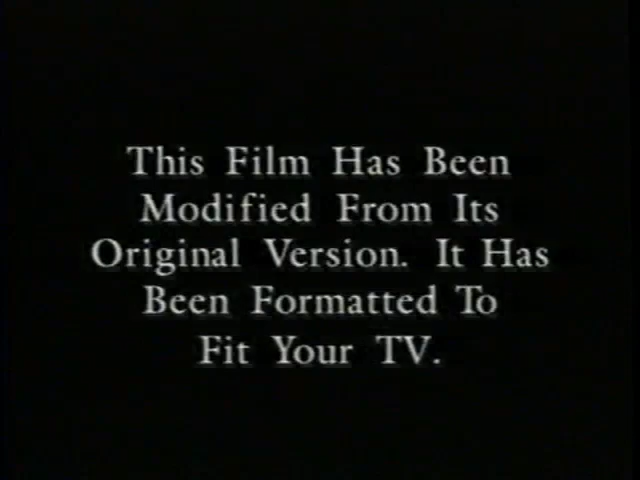 This Film Has Been
Modified From Its
Original Version. It Has
Been Formatted To
Fit Your TV.